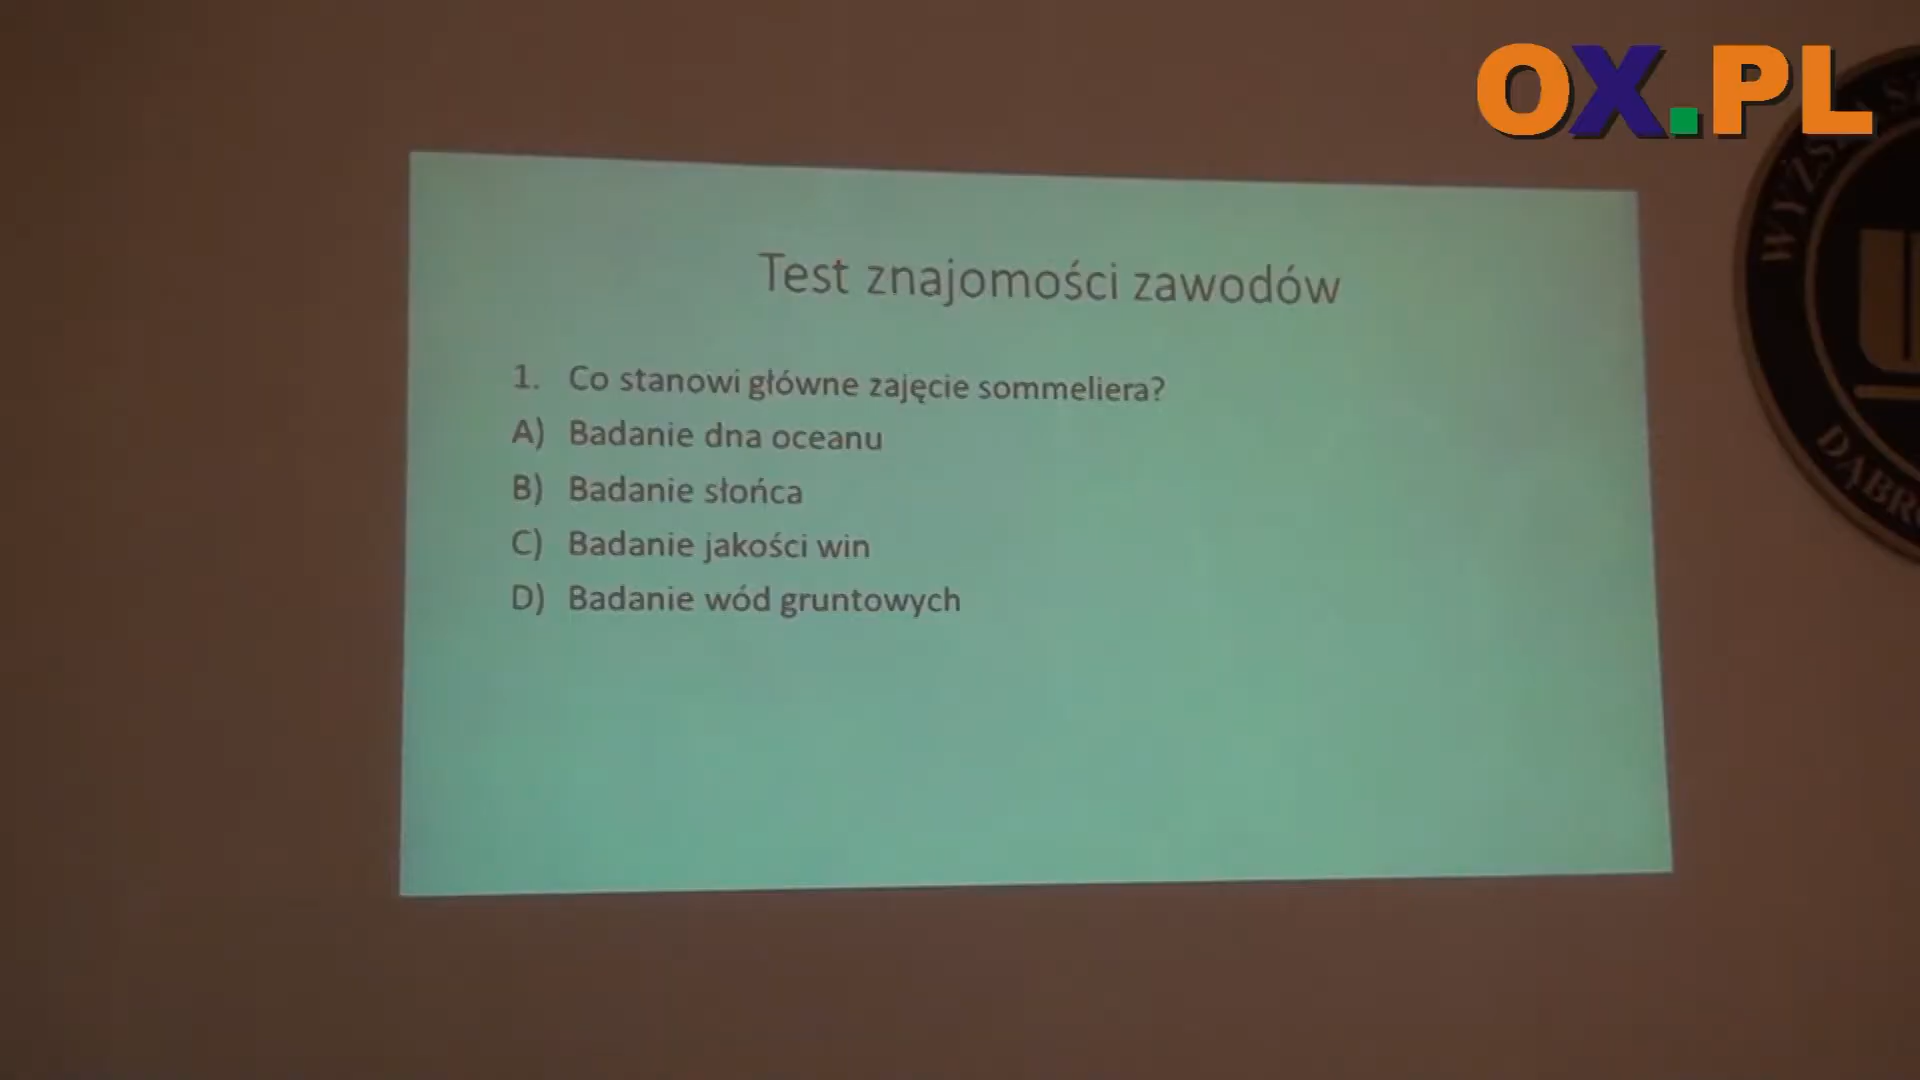 OX.PL
Test znajomości zawodów
1. Co stanowi główne zajęcie sommeliera?
A) Badanie dna oceanu
B) Badanie słońca
C) Badanie jakości win
D) Badanie wód gruntowych
WYŻSZA